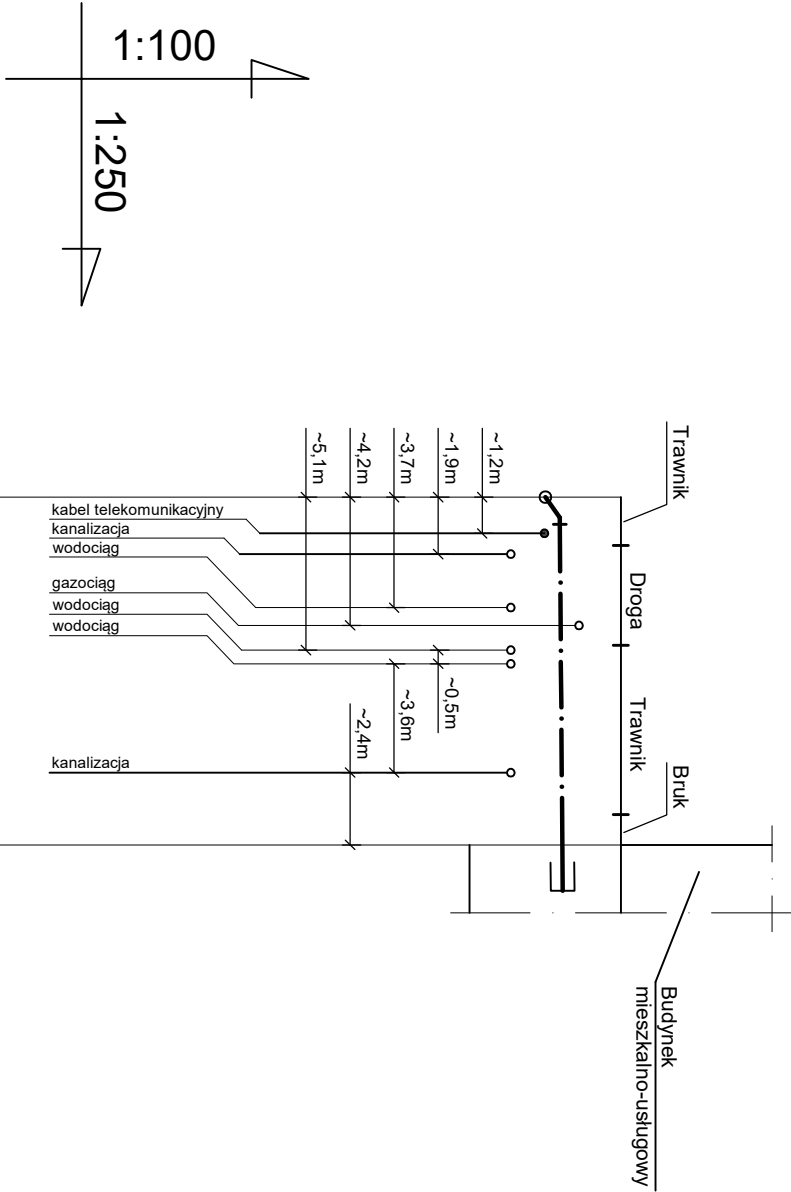 1:100
1:250
Trawnik
Droga
Trawnik
Bruk
Budynek
mieszkalno-usługowy
~1,2m
~1,9m
~3,7m
~4,2m
~5,1m
~0,5m
~3,6m
~2,4m
kabel telekomunikacyjny
kanalizacja
wodociąg
gazociąg
wodociąg
wodociąg
kanalizacja